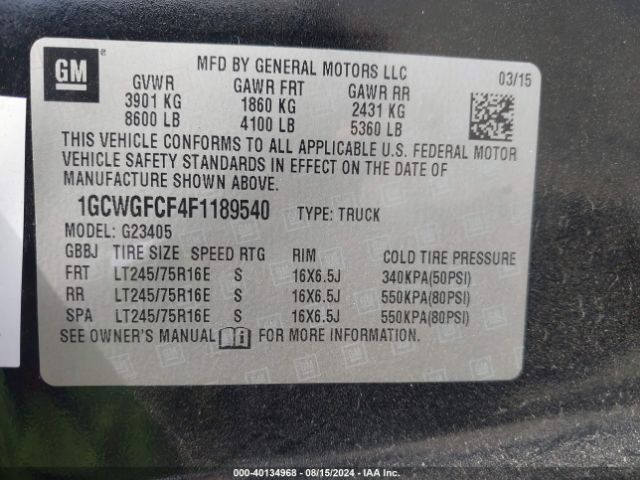 GM
MFD BY GENERAL MOTORS LLC
03/15
GVWR GAWR FRT GAWR RR
3901 KG 1860 KG 2431 KG
8600 LB 4100 LB 5360 LB
THIS VEHICLE CONFORMS TO ALL APPLICABLE U.S. FEDERAL MOTOR
VEHICLE SAFETY STANDARDS IN EFFECT ON THE DATE OF
MANUFACTURE SHOWN ABOVE.
1GCWGFCF4F1189540 TYPE: TRUCK
MODEL: G23405
GBBJ TIRE SIZE SPEED RTG RIM COLD TIRE PRESSURE
FRT LT245/75R16E S 16X6.5J 340KPA(50PSI)
RR LT245/75R16E S 16X6.5J 550KPA(80PSI)
SPA LT245/75R16E S 16X6.5J 550KPA(80PSI)
SEE OWNER'S MANUAL FOR MORE INFORMATION.
000-40134968 - 08/15/2024 - IAA Inc.